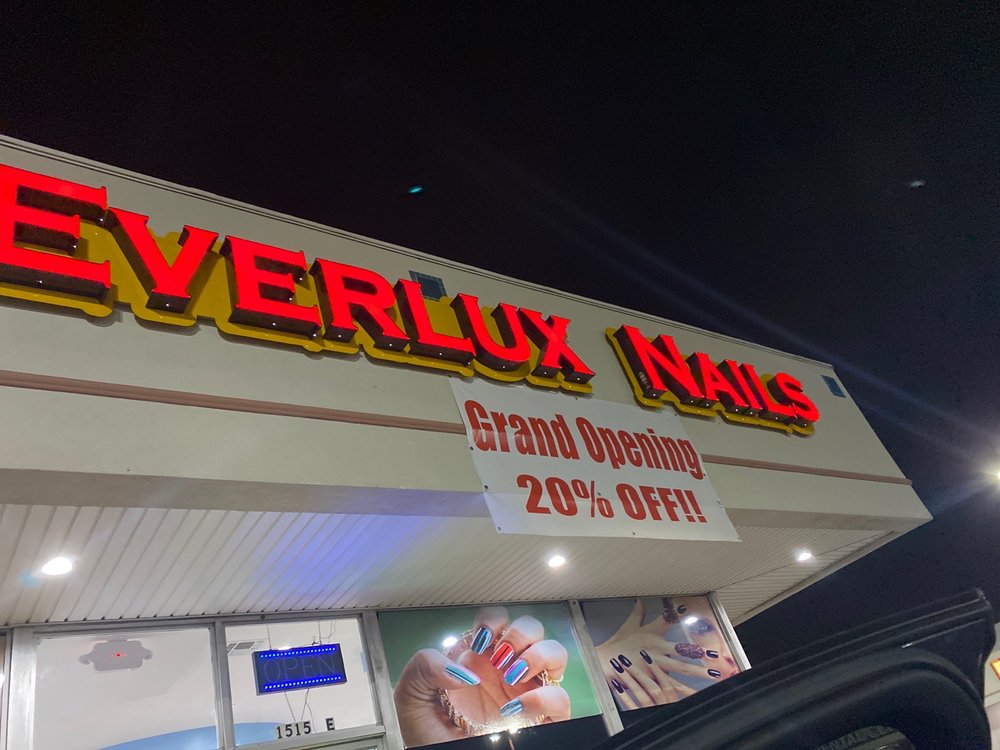 EVERLUX NAILS
Grand Opening
20% OFF!!
OPEN
1515 E